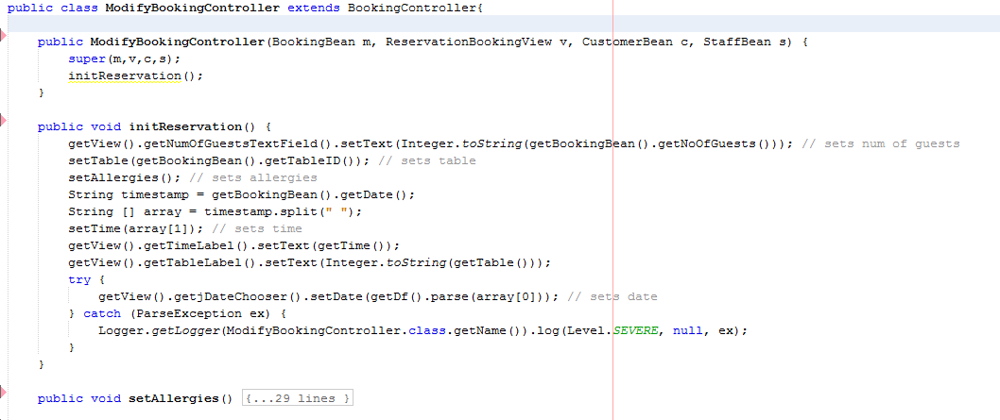 public class ModifyBookingController extends BookingController{
public ModifyBookingController(BookingBean m, ReservationBookingView v, CustomerBean c, StaffBean s) {
super(m,v,c,s);
initReservation();
}
public void initReservation() {
getView().getNumOfGuestsTextField().setText(Integer.toString(getBookingBean().getNoOfGuests())); // sets num of guests
setTable(getBookingBean().getTableID()); // sets table
setAllergies(); // sets allergies
String timestamp = getBookingBean().getDate();
String [] array = timestamp.split(" ");
setTime(array[1]); // sets time
getView().getTimeLabel().setText(getTime());
getView().getTableLabel().setText(Integer.toString(getTable()));
try {
getView().getjDateChooser().setDate(getDf().parse(array[0])); // sets date
} catch (ParseException ex) {
Logger.getLogger(ModifyBookingController.class.getName()).log(Level.SEVERE, null, ex);
}
}
public void setAllergies() {...29 lines }